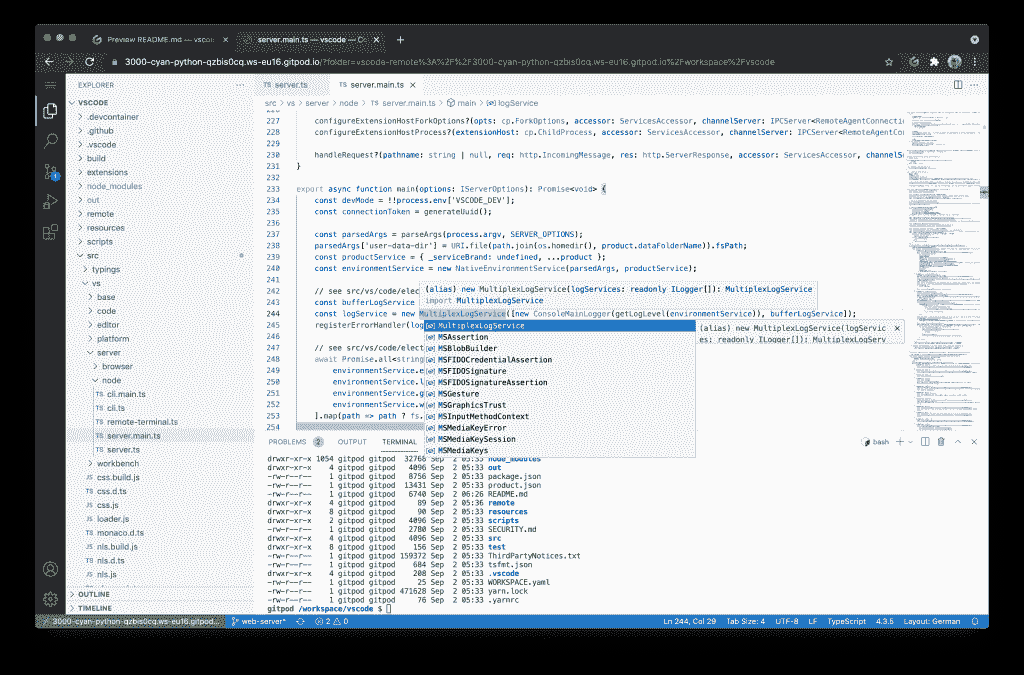 Preview README.md — vscod
server.main.ts — vscode — Co
3000-cyan-python-qzbis0cq.ws-eu16.gitpod.io/?folder=vscode-remote%3A%2F%2F3000-cyan-python-qzbis0cq.ws-eu16.gitpod.io%2Fworkspace%2Fvscode
EXPLORER
VSCODE
.devcontainer
.github
.vscode
build
extensions
node_modules
out
remote
resources
scripts
src
typings
vs
base
code
editor
platform
server
browser
node
TS cli.main.ts
TS cli.ts
TS remote-terminal.ts
TS server.main.ts
TS server.ts
workbench
JS css.build.js
TS css.d.ts
JS css.js
JS loader.js
TS monaco.d.ts
JS nls.build.js
TS nls.d.ts
JS nls.js
OUTLINE
TIMELINE
TS server.ts
TS server.main.ts
src > vs > server > node > TS server.main.ts > main > logService
227 configureExtensionHostForkOptions?(opts: cp.ForkOptions, accessor: ServicesAccessor, channelServer: IPCServer<RemoteAgentConnecti
228 configureExtensionHostProcess?(extensionHost: cp.ChildProcess, accessor: ServicesAccessor, channelServer: IPCServer<RemoteAgentCon
229
230 handleRequest?(pathname: string | null, req: http.IncomingMessage, res: http.ServerResponse, accessor: ServicesAccessor, channelS
231 }
232
233 export async function main(options: IServerOptions): Promise<void> {
234 const devMode = !!process.env['VSCODE_DEV'];
235 const connectionToken = generateUuid();
236
237 const parsedArgs = parseArgs(process.argv, SERVER_OPTIONS);
238 parsedArgs['user-data-dir'] = URI.file(path.join(os.homedir(), product.dataFolderName)).fsPath;
239 const productService = { _serviceBrand: undefined, ...product };
240 const environmentService = new NativeEnvironmentService(parsedArgs, productService);
241
242 // see src/vs/code/elec
243 const bufferLogService
244 const logService = new MultiplexLogService([new ConsoleMainLogger(getLogLevel(environmentService)), bufferLogService]);
245 registerErrorHandler(log
246
247 // see src/vs/code/elect
248 await Promise.all<string
249 environmentService.e
250 environmentService.l
251 environmentService.g
252 environmentService.w
253 ].map(path => path ? fs.
254
(alias) new MultiplexLogService(logServices: readonly ILogger[]): MultiplexLogService
import MultiplexLogService
MultiplexLogService
MSAssertion
MSBlobBuilder
MSFIDOCredentialAssertion
MSFIDOSignature
MSFIDOSignatureAssertion
MSGesture
MSGraphicsTrust
MSInputMethodContext
MSMediaKeyError
MSMediaKeySession
MSMediaKeys
(alias) new MultiplexLogService(logServic
es: readonly ILogger[]): MultiplexLogServ
PROBLEMS 2 OUTPUT TERMINAL
bash
drwxr-xr-x 1054 gitpod gitpod 32768 Sep 2 05:33 node_modules
drwxr-xr-x 4 gitpod gitpod 4096 Sep 2 05:33 out
-rw-r--r-- 1 gitpod gitpod 8756 Sep 2 05:33 package.json
-rw-r--r-- 1 gitpod gitpod 13431 Sep 2 05:33 product.json
-rw-r--r-- 1 gitpod gitpod 6740 Sep 2 06:26 README.md
drwxr-xr-x 4 gitpod gitpod 89 Sep 2 05:36 remote
drwxr-xr-x 8 gitpod gitpod 90 Sep 2 05:33 resources
drwxr-xr-x 2 gitpod gitpod 4096 Sep 2 05:33 scripts
-rw-r--r-- 1 gitpod gitpod 2780 Sep 2 05:33 SECURITY.md
drwxr-xr-x 4 gitpod gitpod 4096 Sep 2 05:33 src
drwxr-xr-x 8 gitpod gitpod 156 Sep 2 05:33 test
-rw-r--r-- 1 gitpod gitpod 159372 Sep 2 05:33 ThirdPartyNotices.txt
-rw-r--r-- 1 gitpod gitpod 684 Sep 2 05:33 tsfmt.json
drwxr-xr-x 4 gitpod gitpod 208 Sep 2 05:33 .vscode
-rw-r--r-- 1 gitpod gitpod 25 Sep 2 05:33 WORKSPACE.yaml
-rw-r--r-- 1 gitpod gitpod 471628 Sep 2 05:33 yarn.lock
-rw-r--r-- 1 gitpod gitpod 76 Sep 2 05:33 .yarnrc
gitpod /workspace/vscode $
3000-cyan-python-qzbis0cq.ws-eu16.gitpod... web-server* 2 0 Ln 244, Col 29 Tab Size: 4 UTF-8 LF TypeScript 4.3.5 Layout: German